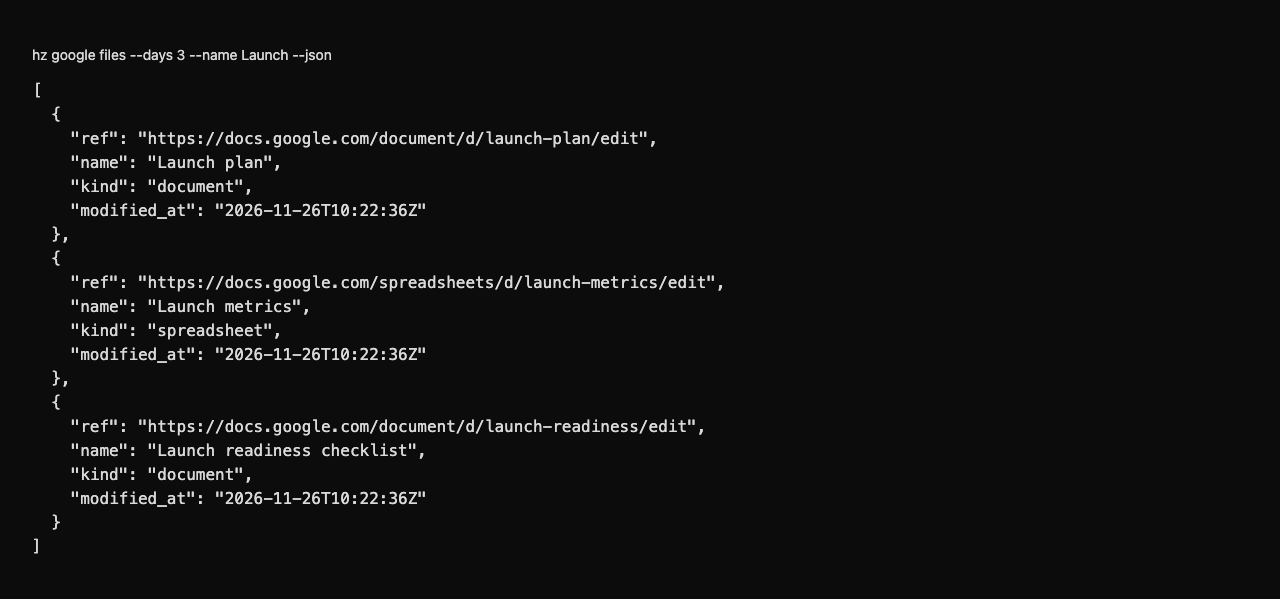 hz google files --days 3 --name Launch --json
[
  {
    "ref": "https://docs.google.com/document/d/launch-plan/edit",
    "name": "Launch plan",
    "kind": "document",
    "modified_at": "2026-11-26T10:22:36Z"
  },
  {
    "ref": "https://docs.google.com/spreadsheets/d/launch-metrics/edit",
    "name": "Launch metrics",
    "kind": "spreadsheet",
    "modified_at": "2026-11-26T10:22:36Z"
  },
  {
    "ref": "https://docs.google.com/document/d/launch-readiness/edit",
    "name": "Launch readiness checklist",
    "kind": "document",
    "modified_at": "2026-11-26T10:22:36Z"
  }
]